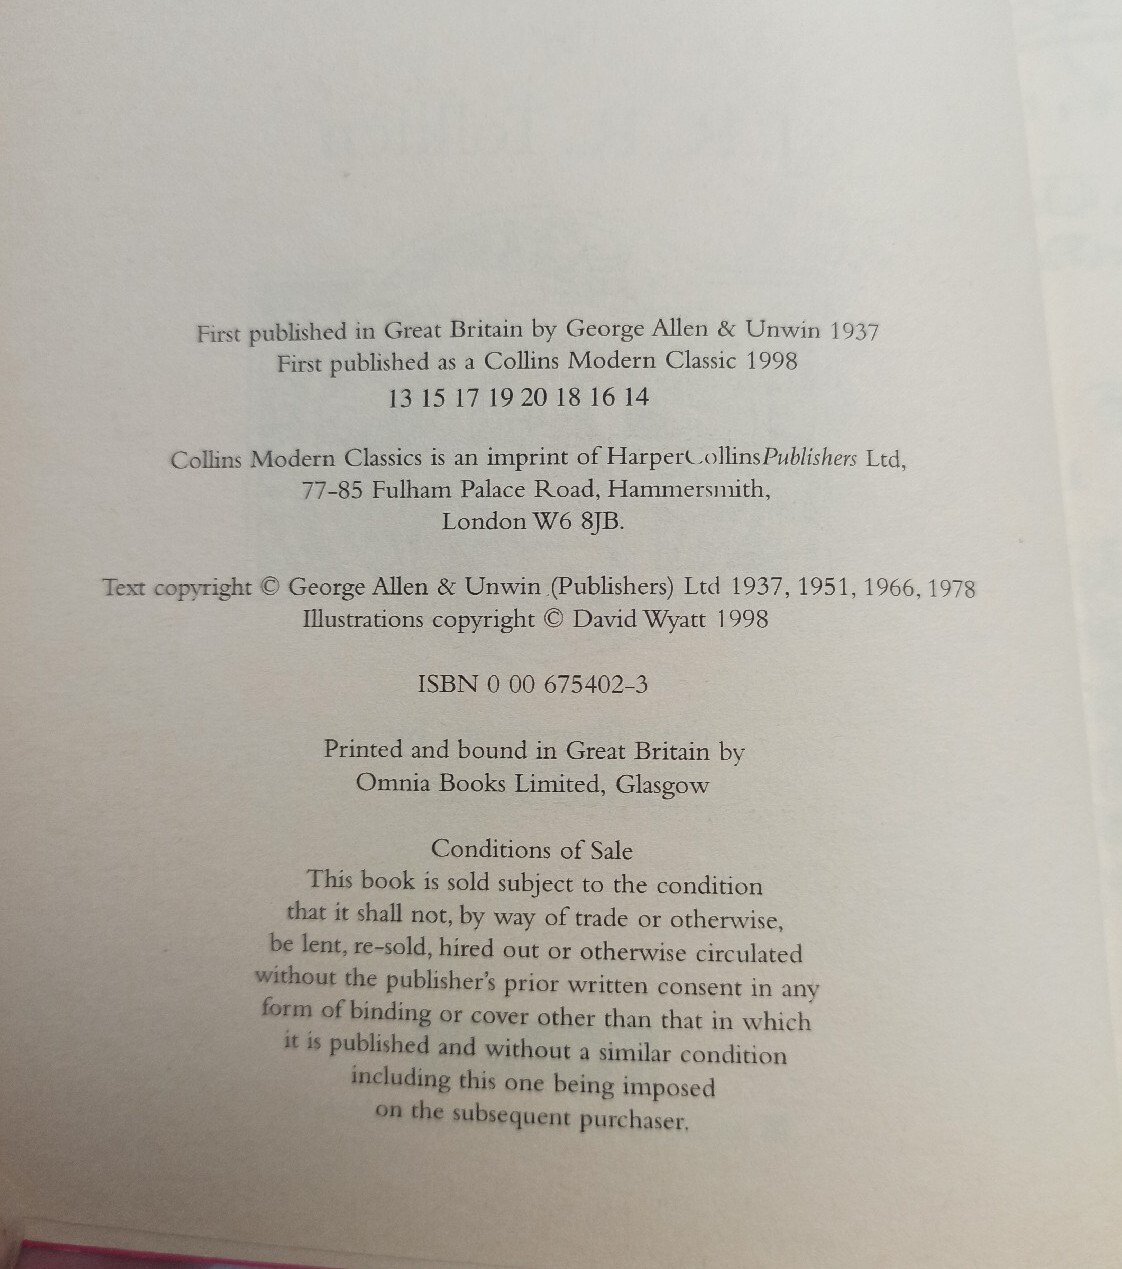 First published in Great Britain by George Allen & Unwin 1937
First published as a Collins Modern Classic 1998
13 15 17 19 20 18 16 14
Collins Modern Classics is an imprint of HarperCollinsPublishers Ltd,
77–85 Fulham Palace Road, Hammersmith,
London W6 8JB.
Text copyright © George Allen & Unwin (Publishers) Ltd 1937, 1951, 1966, 1978
Illustrations copyright © David Wyatt 1998
ISBN 0 00 675402–3
Printed and bound in Great Britain by
Omnia Books Limited, Glasgow
Conditions of Sale
This book is sold subject to the condition
that it shall not, by way of trade or otherwise,
be lent, re-sold, hired out or otherwise circulated
without the publisher's prior written consent in any
form of binding or cover other than that in which
it is published and without a similar condition
including this one being imposed
on the subsequent purchaser.